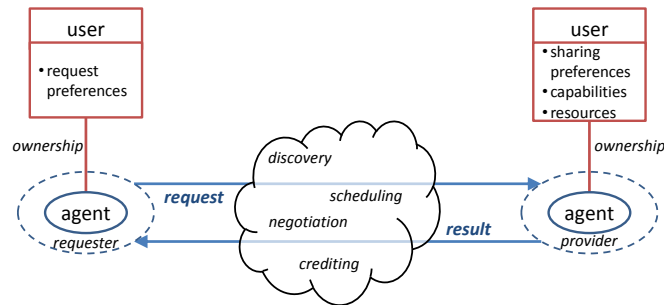 user
• request
preferences
ownership
agent
requester
discovery
request
scheduling
negotiation
result
crediting
user
• sharing
preferences
• capabilities
• resources
ownership
agent
provider